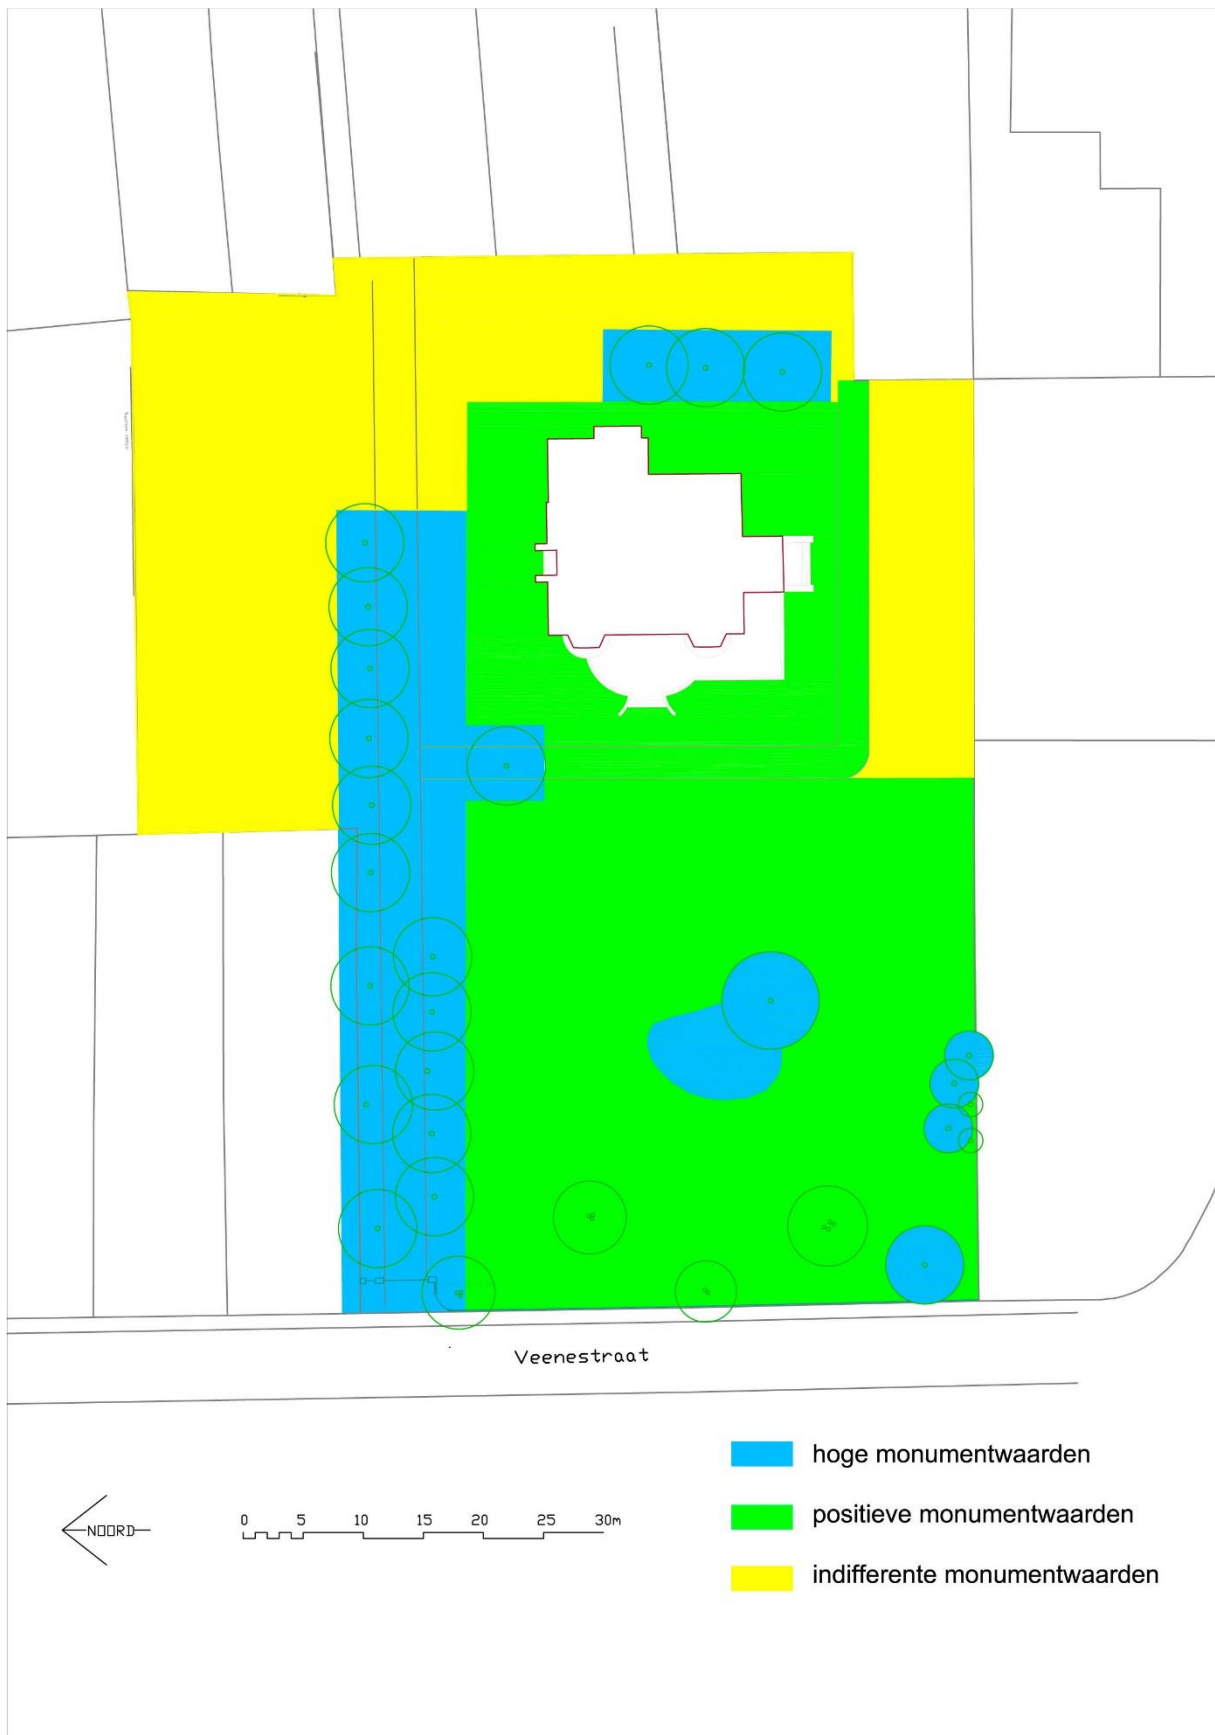 Veenestraat
hoge monumentwaarden
NOORD
0 5 10 15 20 25 30m
positieve monumentwaarden
indifferente monumentwaarden